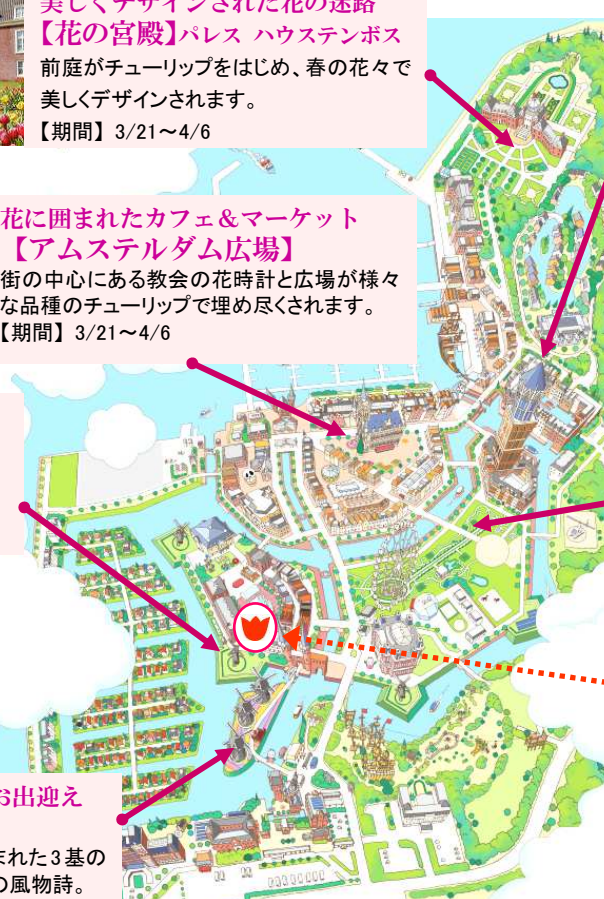 美しくデザインされた花の迷路
【花の宮殿】パレス ハウステンボス
前庭がチューリップをはじめ、春の花々で
美しくデザインされます。
【期間】 3/21～4/6
花に囲まれたカフェ＆マーケット
【アムステルダム広場】
街の中心にある教会の花時計と広場が様々
な品種のチューリップで埋め尽くされます。
【期間】 3/21～4/6
お出迎え
まれた3基の
の風物詩。